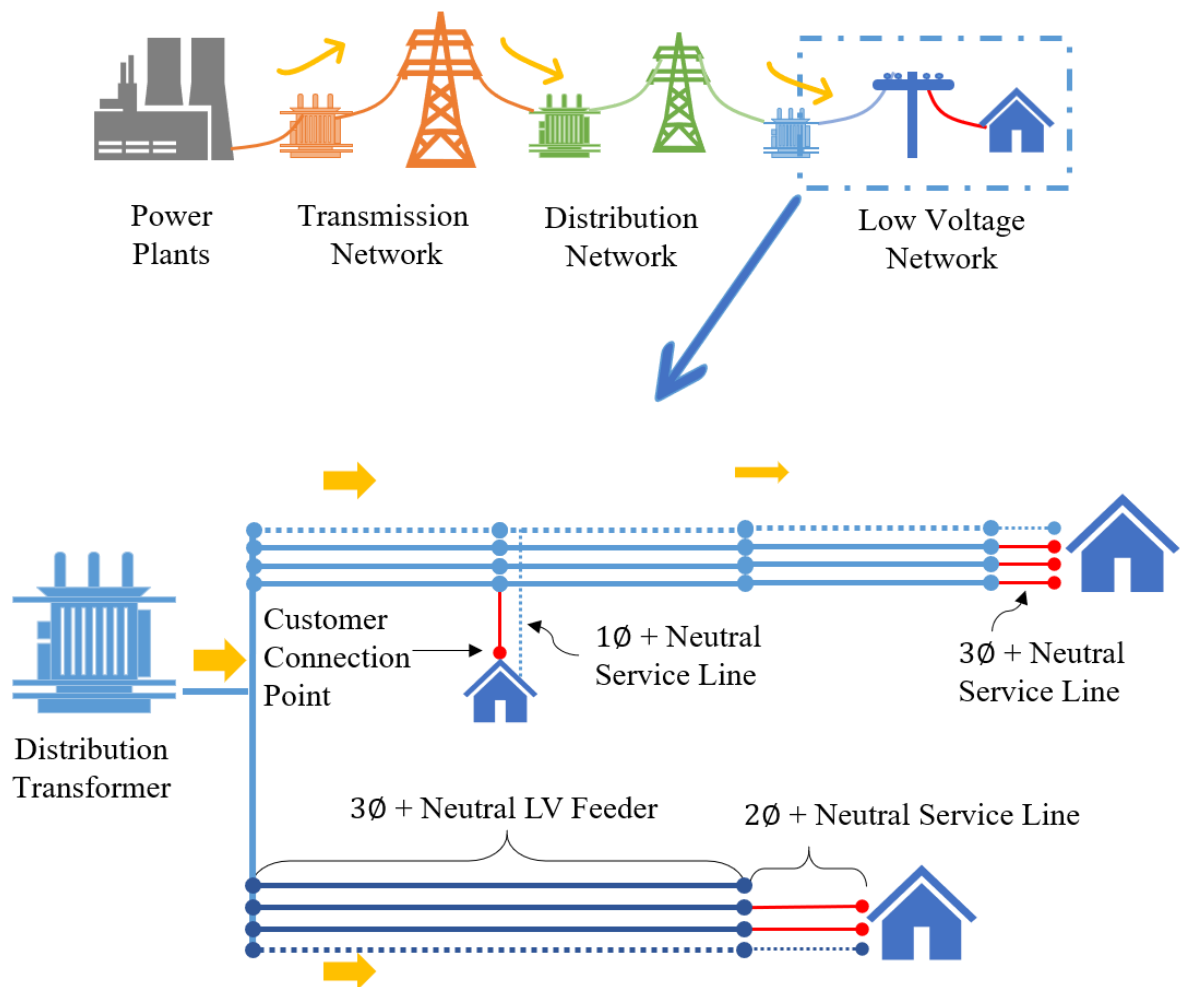 Power
Plants
Transmission
Network
Distribution
Network
Low Voltage
Network
Customer
Connection
Point
1Ø + Neutral
Service Line
3Ø + Neutral
Service Line
Distribution
Transformer
3Ø + Neutral LV Feeder
2Ø + Neutral Service Line